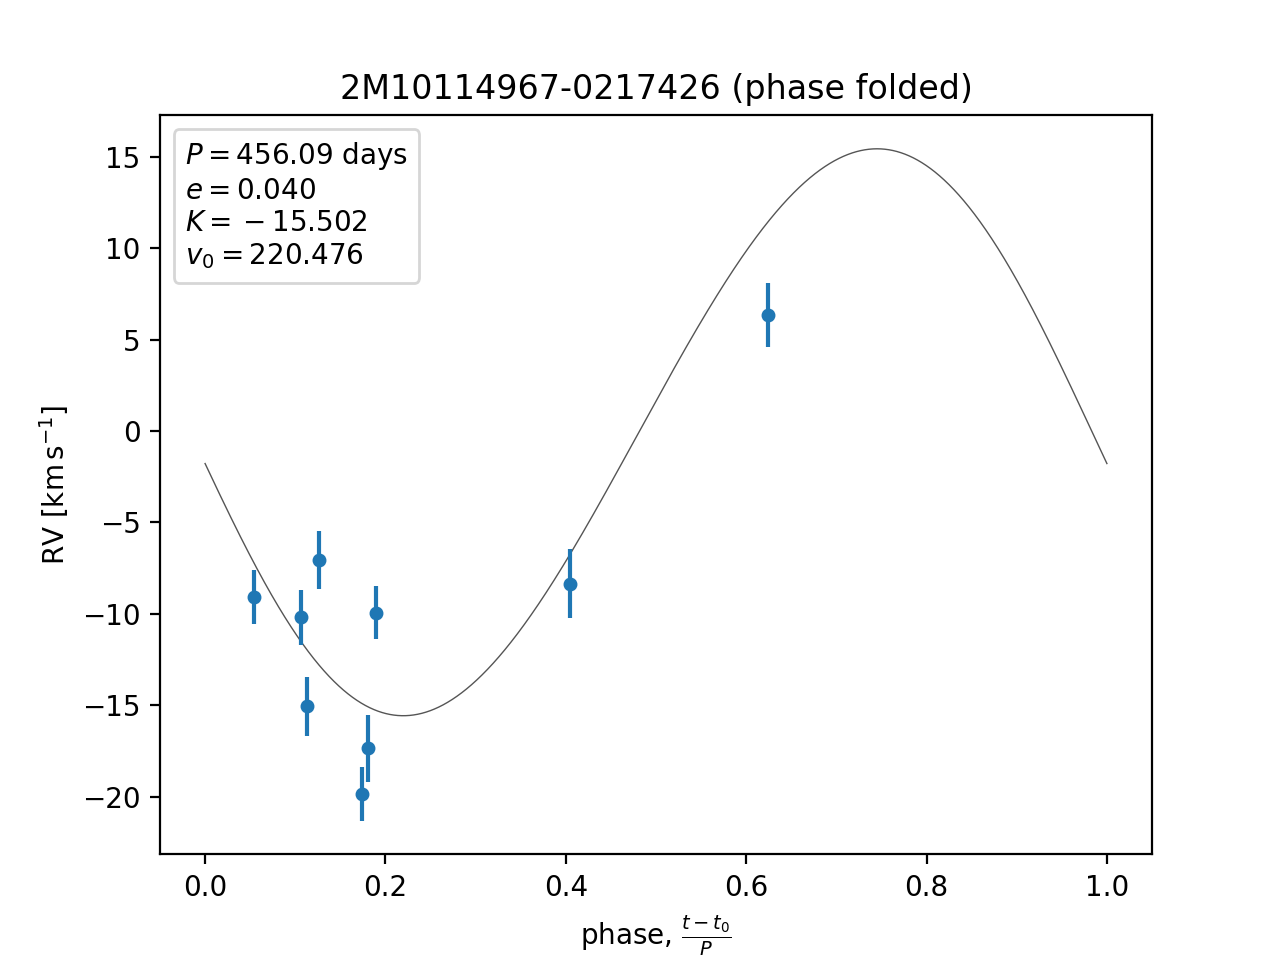 2M10114967-0217426 (phase folded)
P = 456.09 days
e = 0.040
K = −15.502
v₀ = 220.476
15
10
5
0
−5
−10
−15
−20
RV [km s⁻¹]
0.0 0.2 0.4 0.6 0.8 1.0
phase, (t − t₀)/P